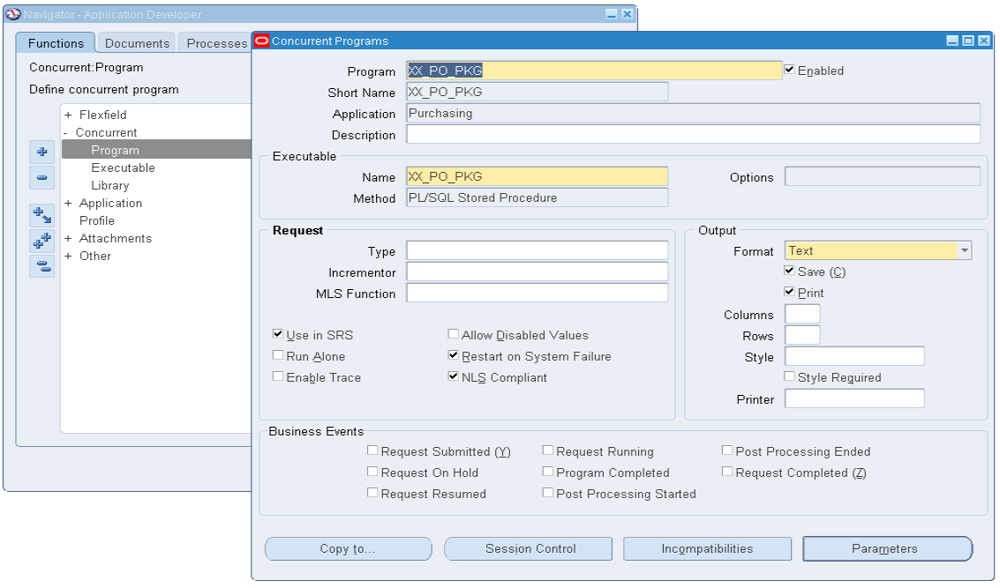 Navigator - Application Developer
Functions
Documents
Processes
Concurrent:Program
Define concurrent program
+ Flexfield
- Concurrent
Program
Executable
Library
+ Application
Profile
+ Attachments
+ Other
Concurrent Programs
Program XX_PO_PKG Enabled
Short Name XX_PO_PKG
Application Purchasing
Description
Executable
Name XX_PO_PKG Options
Method PL/SQL Stored Procedure
Request
Type
Incrementor
MLS Function
Use in SRS Allow Disabled Values
Run Alone Restart on System Failure
Enable Trace NLS Compliant
Output
Format Text
Save (C)
Print
Columns
Rows
Style
Style Required
Printer
Business Events
Request Submitted (Y) Request Running Post Processing Ended
Request On Hold Program Completed Request Completed (Z)
Request Resumed Post Processing Started
Copy to... Session Control Incompatibilities Parameters